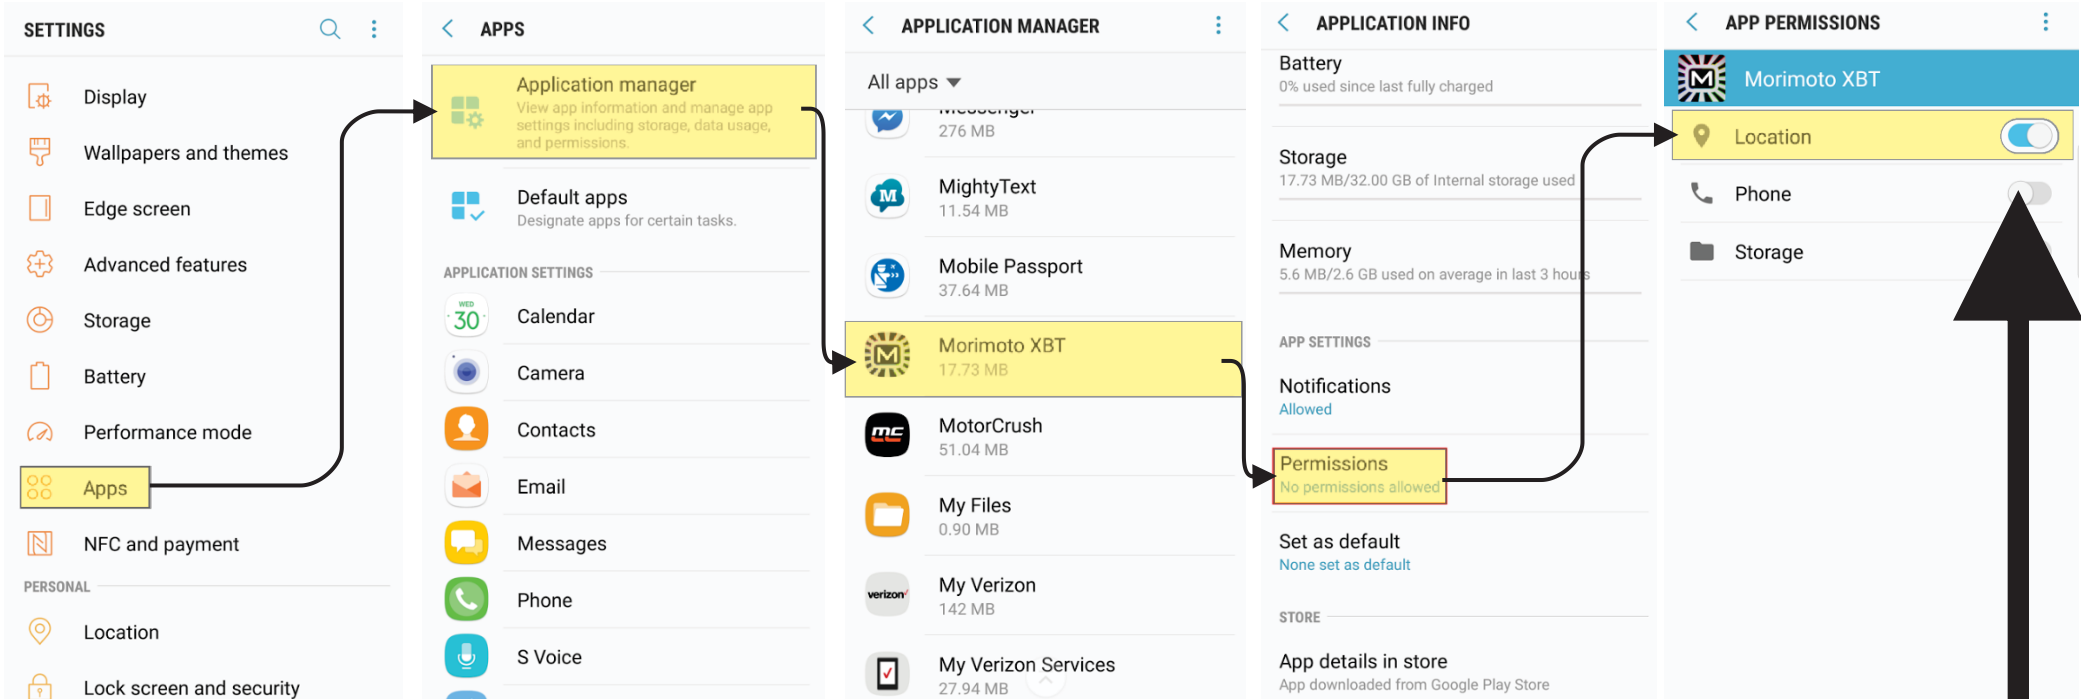 SETTINGS
Display
Wallpapers and themes
Edge screen
Advanced features
Storage
Battery
Performance mode
Apps
NFC and payment
PERSONAL
Location
Lock screen and security
APPS
Application manager
View app information and manage app
settings including storage, data usage,
and permissions.
Default apps
Designate apps for certain tasks.
APPLICATION SETTINGS
WED
30
Calendar
Camera
Contacts
Email
Messages
Phone
S Voice
APPLICATION MANAGER
All apps
Messenger
276 MB
M
MightyText
11.54 MB
Mobile Passport
37.64 MB
M
Morimoto XBT
17.73 MB
mc
MotorCrush
51.04 MB
My Files
0.90 MB
verizon
My Verizon
142 MB
My Verizon Services
27.94 MB
APPLICATION INFO
Battery
0% used since last fully charged
Storage
17.73 MB/32.00 GB of Internal storage used
Memory
5.6 MB/2.6 GB used on average in last 3 hours
APP SETTINGS
Notifications
Allowed
Permissions
No permissions allowed
Set as default
None set as default
STORE
App details in store
App downloaded from Google Play Store
APP PERMISSIONS
M
Morimoto XBT
Location
Phone
Storage